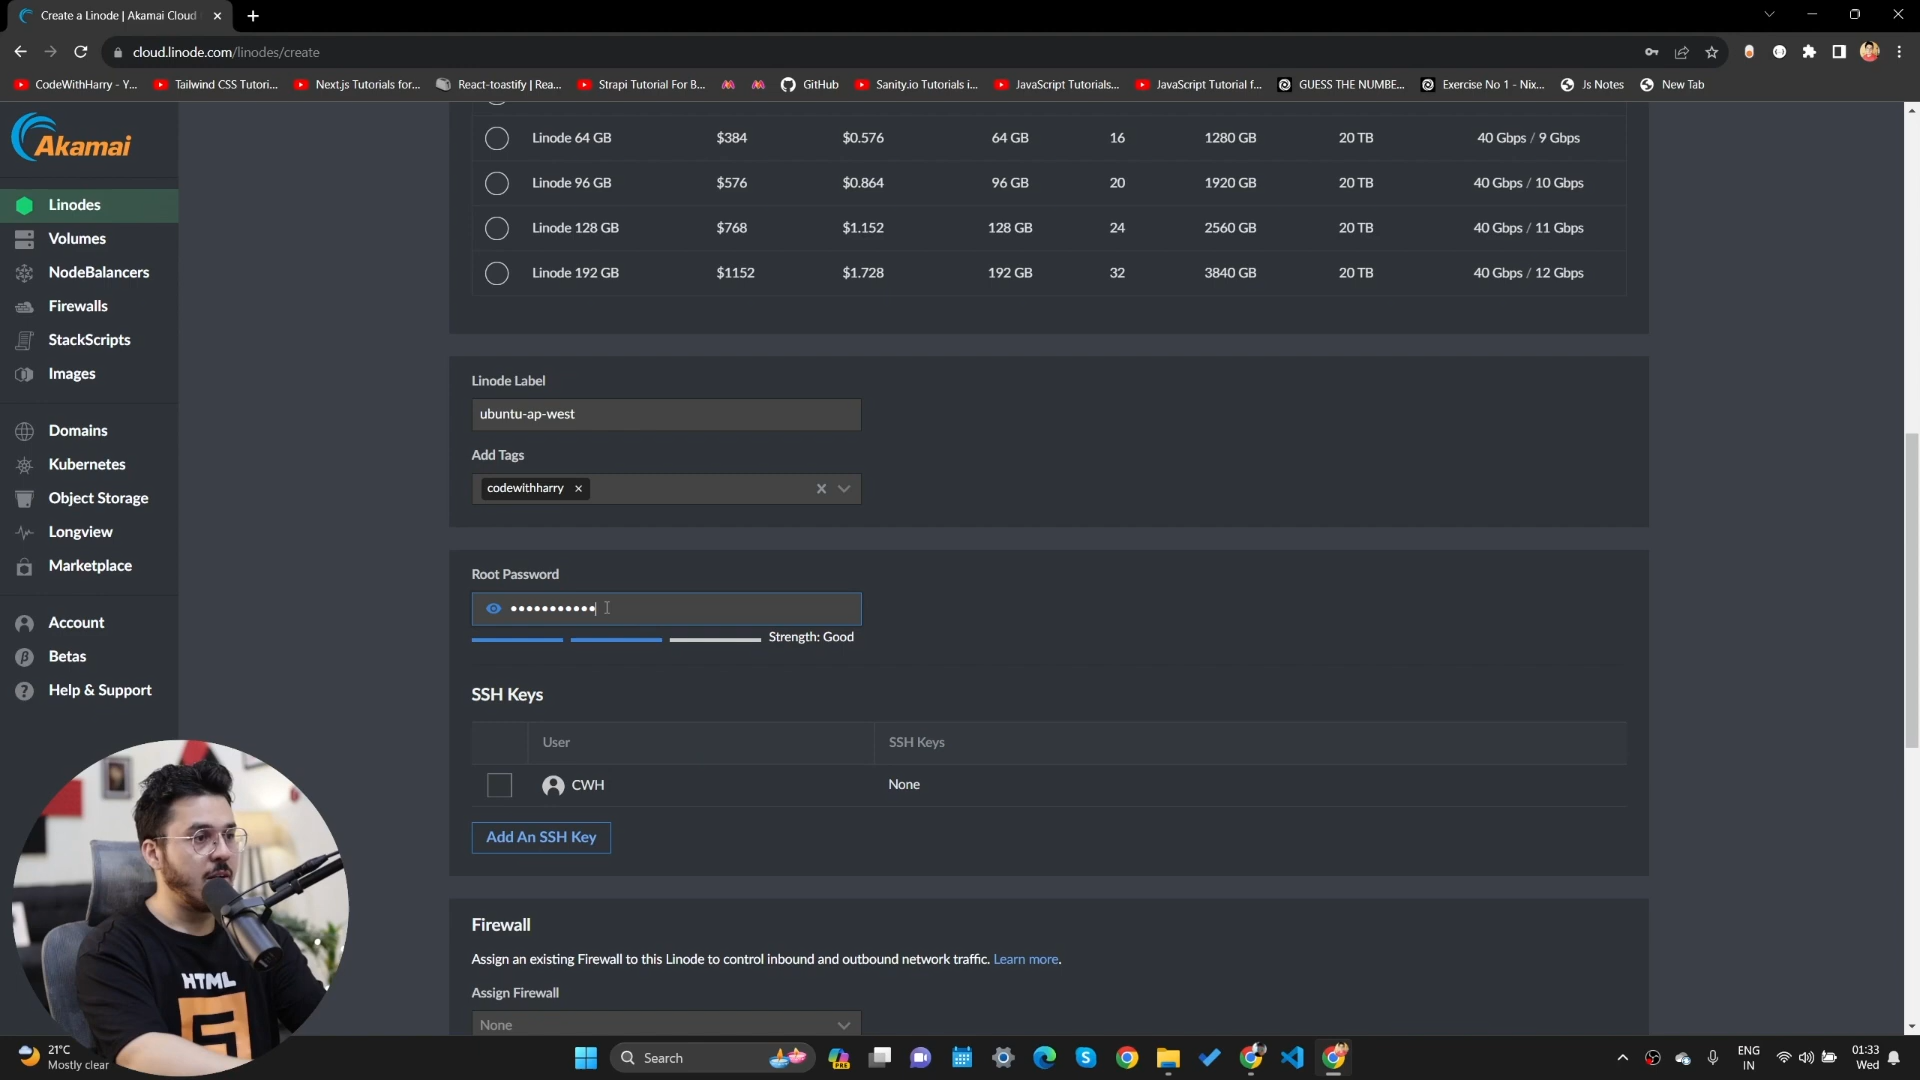 Create a Linode | Akamai Cloud
cloud.linode.com/linodes/create
CodeWithHarry - Y...
Tailwind CSS Tutori...
Next.js Tutorials for...
React-toastify | Rea...
Strapi Tutorial For B...
GitHub
Sanity.io Tutorials i...
JavaScript Tutorials...
JavaScript Tutorial f...
GUESS THE NUMBE...
Exercise No 1 - Nix...
Js Notes
New Tab
Akamai
Linodes
Volumes
NodeBalancers
Firewalls
StackScripts
Images
Domains
Kubernetes
Object Storage
Longview
Marketplace
Account
Betas
Help & Support
Linode 64 GB $384 $0.576 64 GB 16 1280 GB 20 TB 40 Gbps / 9 Gbps
Linode 96 GB $576 $0.864 96 GB 20 1920 GB 20 TB 40 Gbps / 10 Gbps
Linode 128 GB $768 $1.152 128 GB 24 2560 GB 20 TB 40 Gbps / 11 Gbps
Linode 192 GB $1152 $1.728 192 GB 32 3840 GB 20 TB 40 Gbps / 12 Gbps
Linode Label
ubuntu-ap-west
Add Tags
codewithharry
Root Password
•••••••••••
Strength: Good
SSH Keys
User SSH Keys
CWH None
Add An SSH Key
Firewall
Assign an existing Firewall to this Linode to control inbound and outbound network traffic. Learn more.
Assign Firewall
None
HTML
5
21°C
Mostly clear
Search
PRE
ENG
IN
01:33
Wed